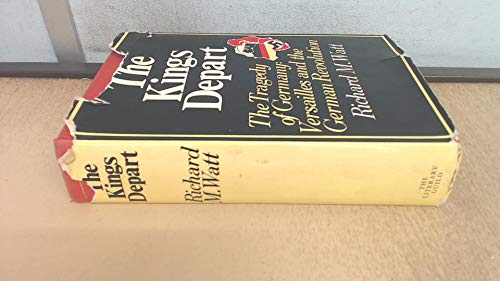 The
Kings
Depart
The Tragedy
of Germany:
Versailles and the
German Revolution
Richard M. Watt
The
Kings
Depart
Richard
M. Watt
THE
LITERARY
GUILD